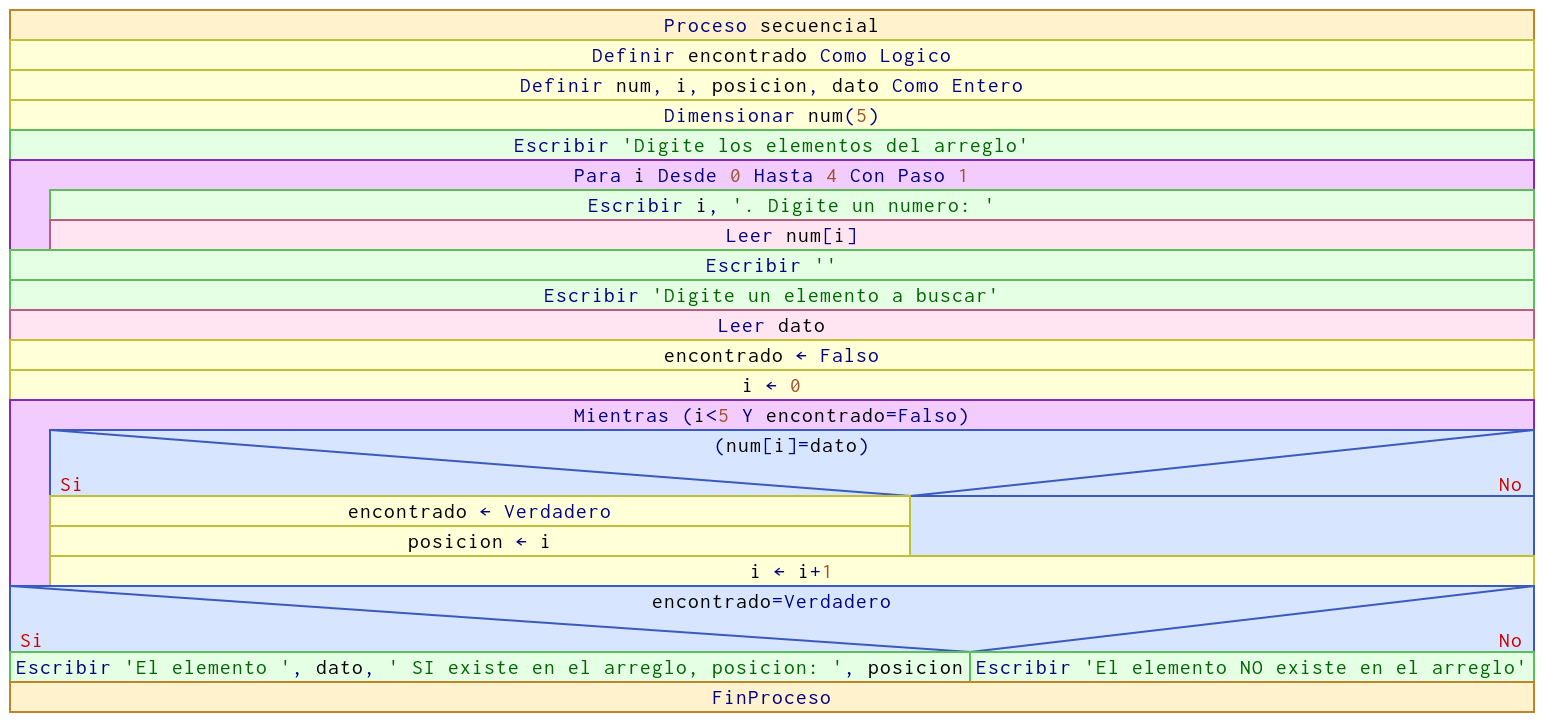 Proceso secuencial
Definir encontrado Como Logico
Definir num, i, posicion, dato Como Entero
Dimensionar num(5)
Escribir 'Digite los elementos del arreglo'
Para i Desde 0 Hasta 4 Con Paso 1
Escribir i, '. Digite un numero: '
Leer num[i]
Escribir ''
Escribir 'Digite un elemento a buscar'
Leer dato
encontrado ← Falso
i ← 0
Mientras (i<5 Y encontrado=Falso)
(num[i]=dato)
Si No
encontrado ← Verdadero
posicion ← i
i ← i+1
encontrado=Verdadero
Si No
Escribir 'El elemento ', dato, ' SI existe en el arreglo, posicion: ', posicion Escribir 'El elemento NO existe en el arreglo'
FinProceso